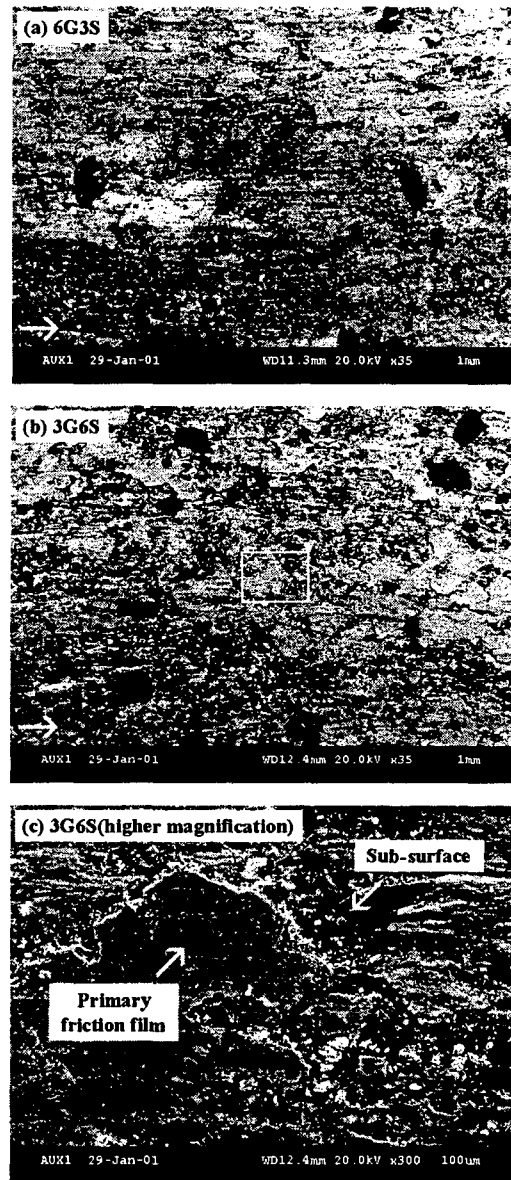 (a) 6G3S
AUX1 29-Jan-01 WD11.3mm 20.0kV x35 1mm
(b) 3G6S
AUX1 29-Jan-01 WD12.4mm 20.0kV x35 1mm
(c) 3G6S(higher magnification)
Sub-surface
Primary
friction film
AUX1 29-Jan-01 WD12.4mm 20.0kV x300 100um